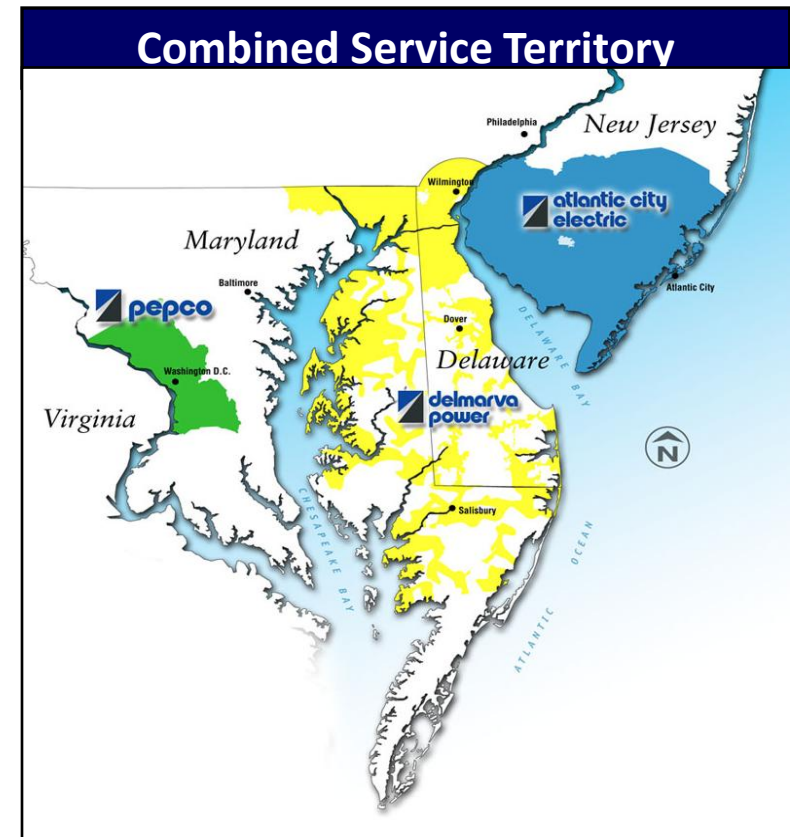 Combined Service Territory
Philadelphia
New Jersey
Wilmington
atlantic city
electric
Maryland
Baltimore
Atlantic City
pepco
DELAWARE BAY
Dover
Delaware
Washington D.C.
delmarva
power
Virginia
N
CHESAPEAKE BAY
Salisbury
ATLANTIC OCEAN